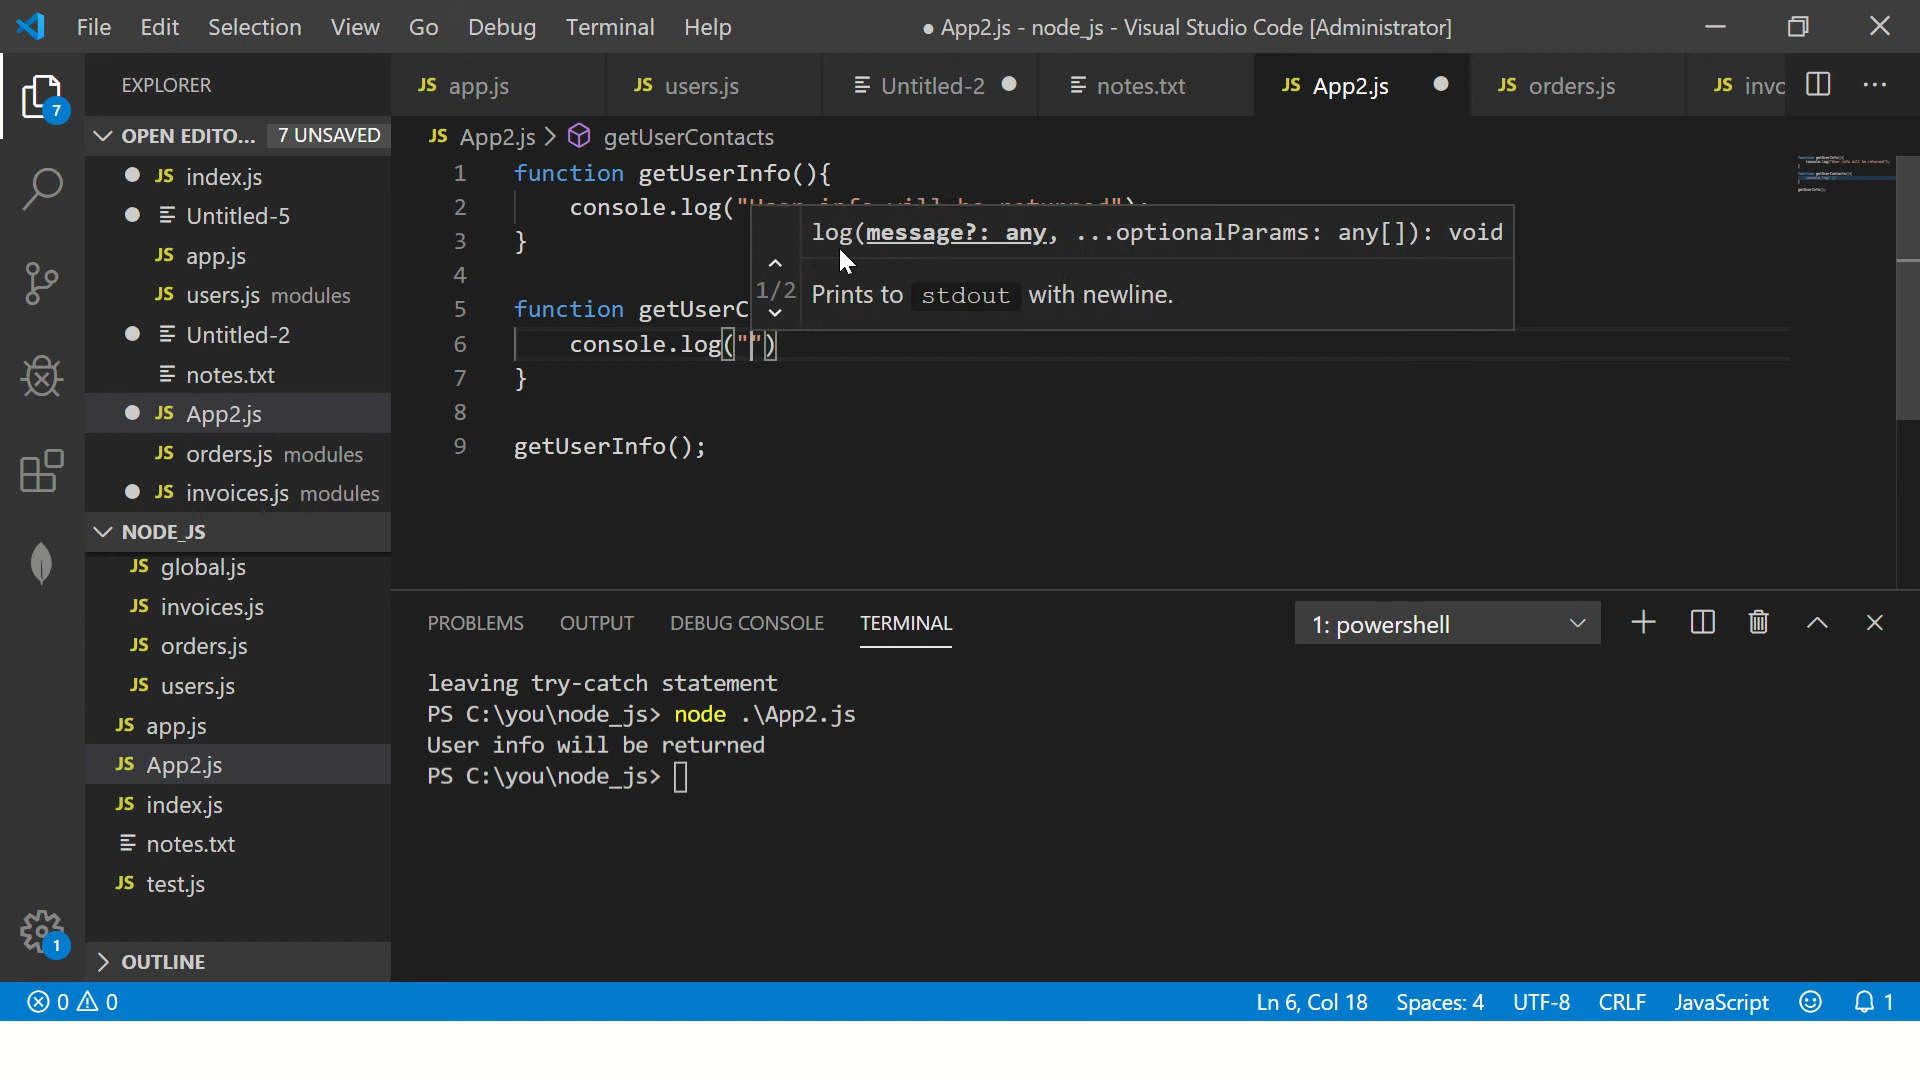 File Edit Selection View Go Debug Terminal Help ● App2.js - node_js - Visual Studio Code [Administrator]
EXPLORER
JS app.js JS users.js Untitled-2 notes.txt JS App2.js JS orders.js JS invo
7
OPEN EDITO... 7 UNSAVED
JS App2.js > getUserContacts
JS index.js
Untitled-5
JS app.js
JS users.js modules
Untitled-2
notes.txt
JS App2.js
JS orders.js modules
JS invoices.js modules
NODE_JS
JS global.js
JS invoices.js
JS orders.js
JS users.js
JS app.js
JS App2.js
JS index.js
notes.txt
JS test.js
OUTLINE
1
1 function getUserInfo(){
2 console.log("User info will be returned");
3 }
4
5 function getUserC
6 console.log("")
7 }
8
9 getUserInfo();
log(message?: any, ...optionalParams: any[]): void
1/2
Prints to stdout with newline.
PROBLEMS OUTPUT DEBUG CONSOLE TERMINAL 1: powershell
leaving try-catch statement
PS C:\you\node_js> node .\App2.js
User info will be returned
PS C:\you\node_js>
0 0 Ln 6, Col 18 Spaces: 4 UTF-8 CRLF JavaScript 1